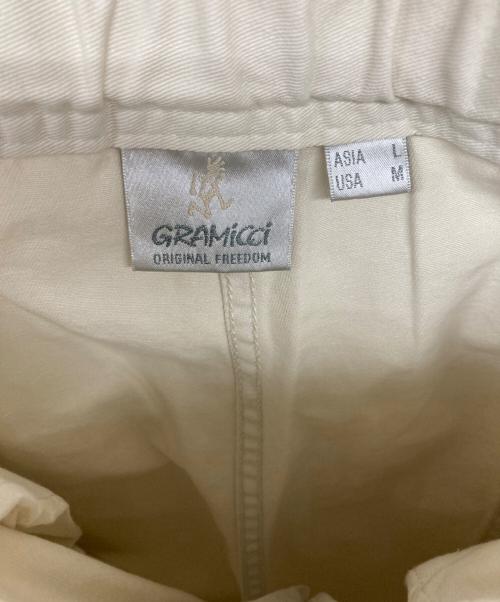 GRAMiCCi
ORIGINAL FREEDOM
ASIA L
USA M